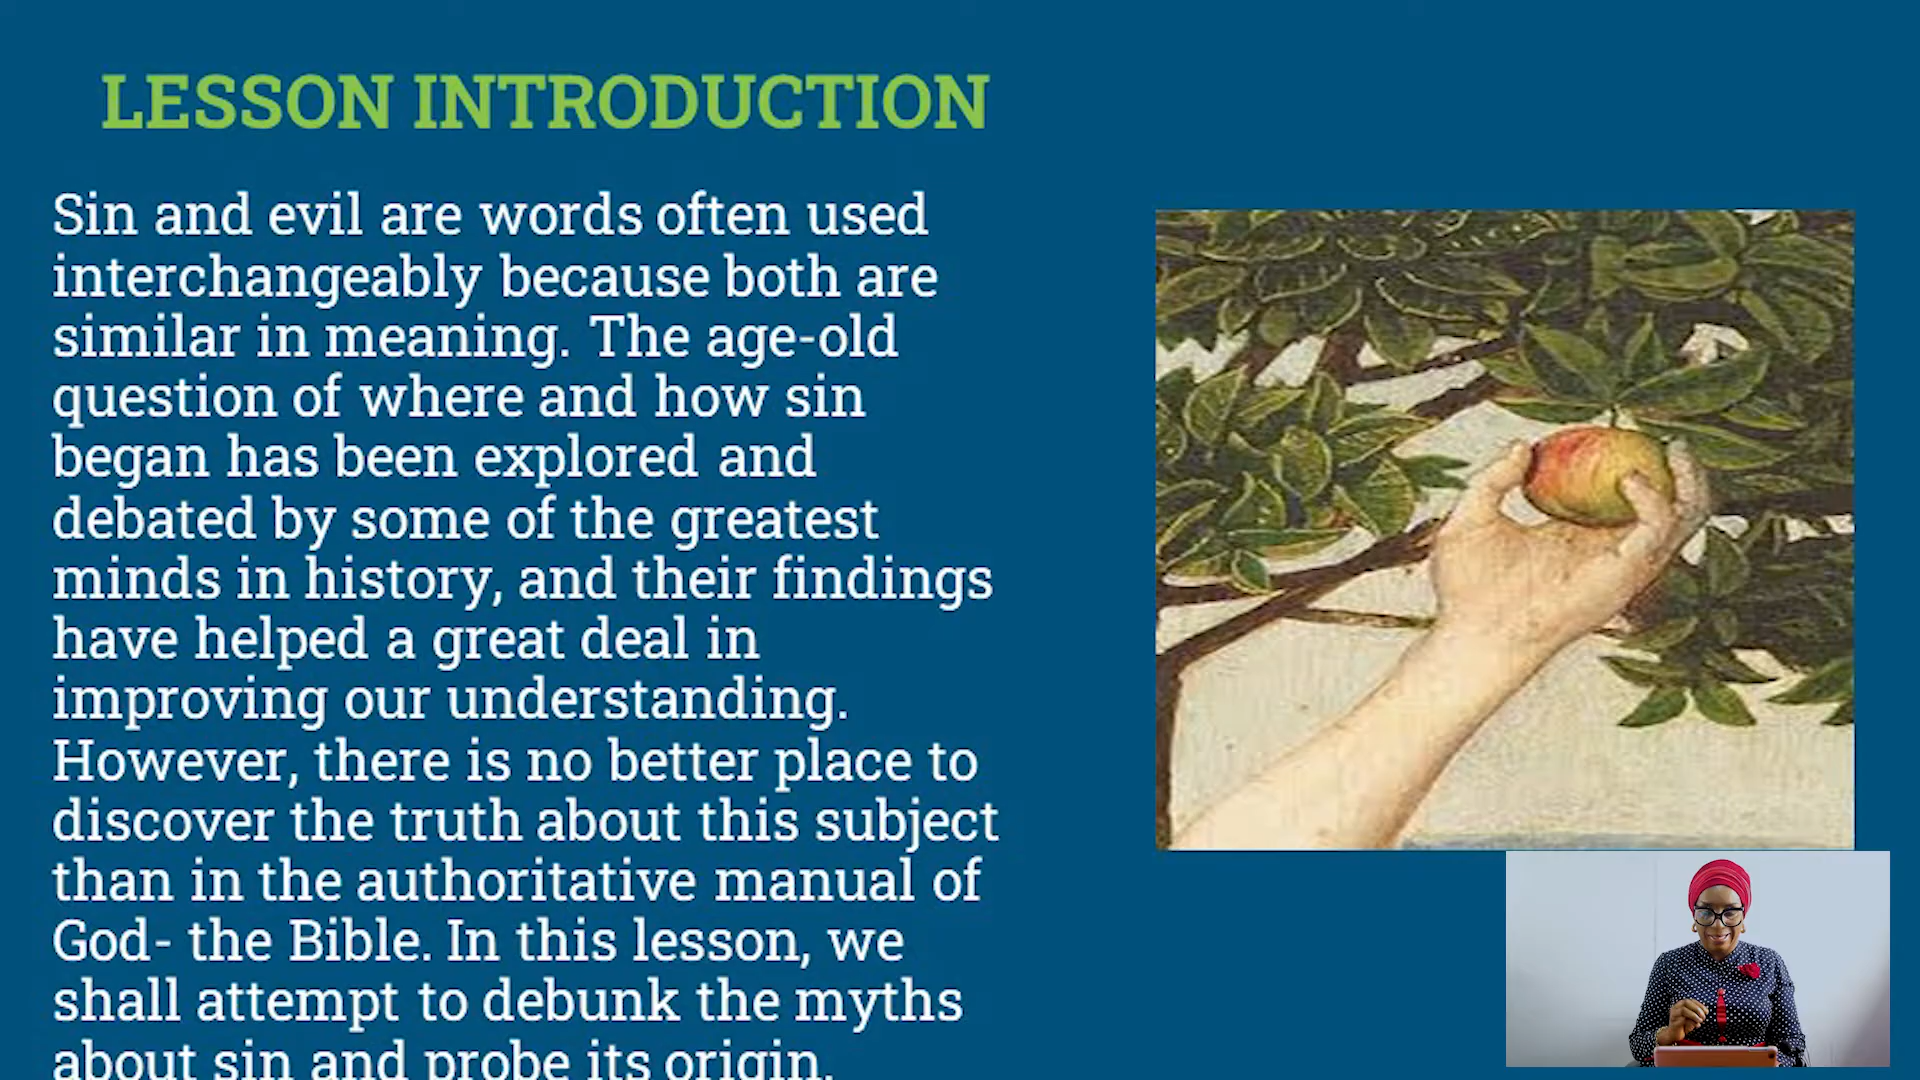 LESSON INTRODUCTION
Sin and evil are words often used
interchangeably because both are
similar in meaning. The age-old
question of where and how sin
began has been explored and
debated by some of the greatest
minds in history, and their findings
have helped a great deal in
improving our understanding.
However, there is no better place to
discover the truth about this subject
than in the authoritative manual of
God- the Bible. In this lesson, we
shall attempt to debunk the myths
about sin and probe its origin.